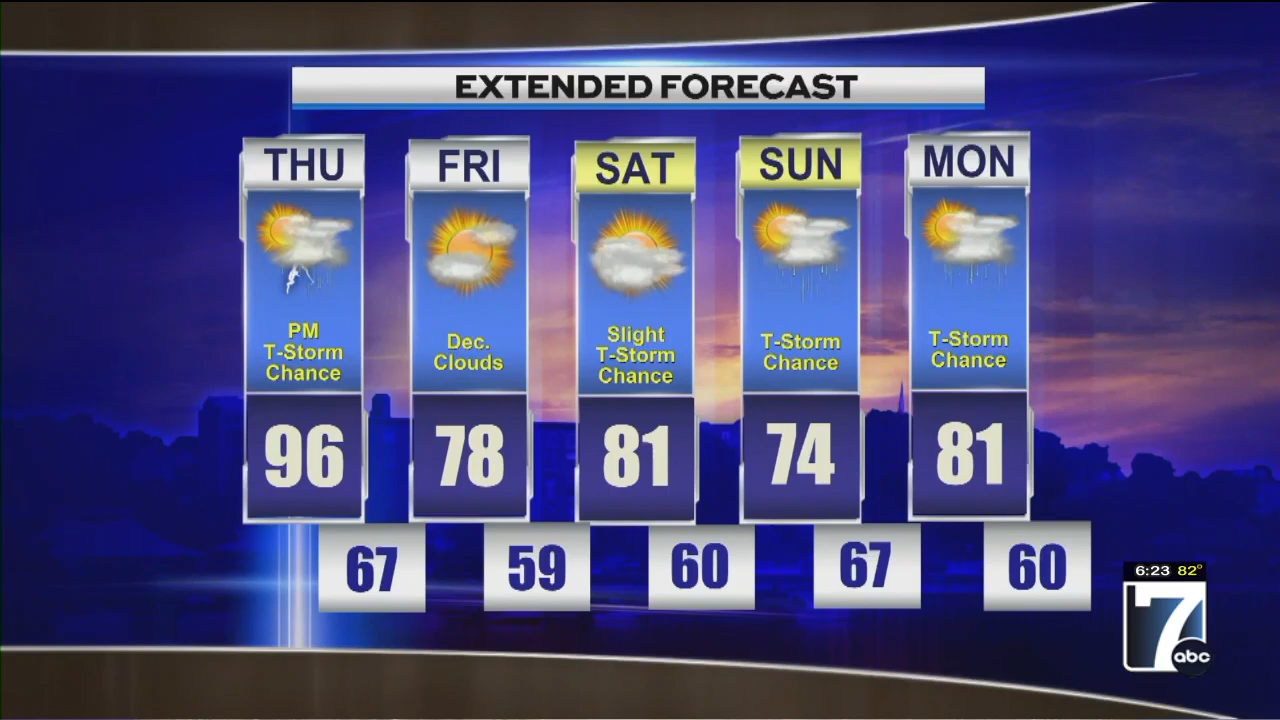 EXTENDED FORECAST
THU
FRI
SAT
SUN
MON
PM
T-Storm
Chance
Dec.
Clouds
Slight
T-Storm
Chance
T-Storm
Chance
T-Storm
Chance
96
78
81
74
81
67
59
60
67
60
6:23 82°
7
abc